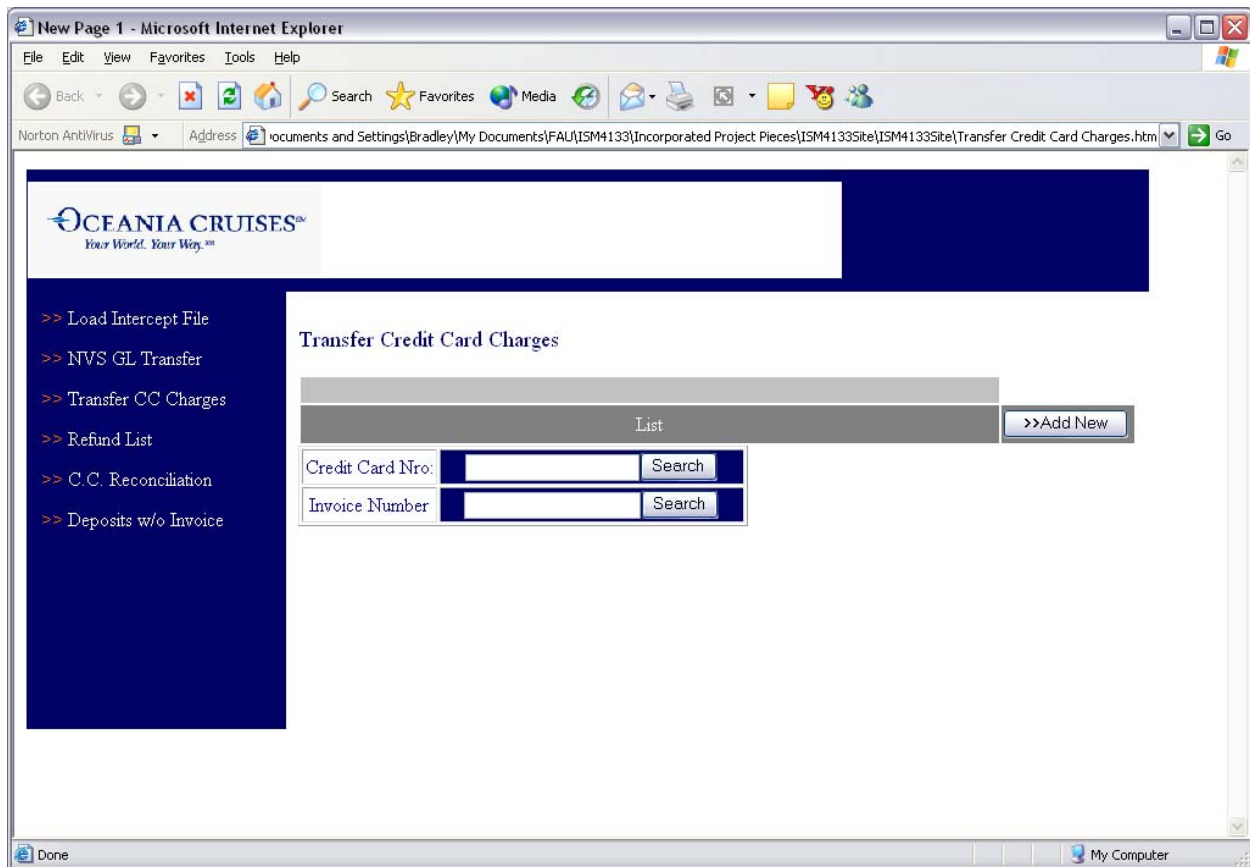 New Page 1 - Microsoft Internet Explorer
File Edit View Favorites Tools Help
Back Search Favorites Media
Norton AntiVirus Address ocuments and Settings\Bradley\My Documents\FAU\ISM4133\Incorporated Project Pieces\ISM4133Site\ISM4133Site\Transfer Credit Card Charges.htm Go
OCEANIA CRUISES SM
Your World. Your Way. SM
>> Load Intercept File
>> NVS GL Transfer
>> Transfer CC Charges
>> Refund List
>> C.C. Reconciliation
>> Deposits w/o Invoice
Transfer Credit Card Charges
List >>Add New
Credit Card Nro: Search
Invoice Number Search
Done My Computer